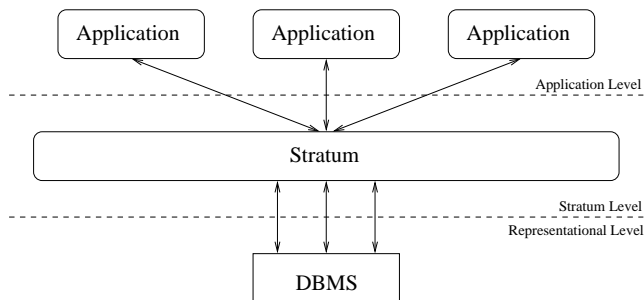 Application
Application
Application
Application Level
Stratum
Stratum Level
Representational Level
DBMS